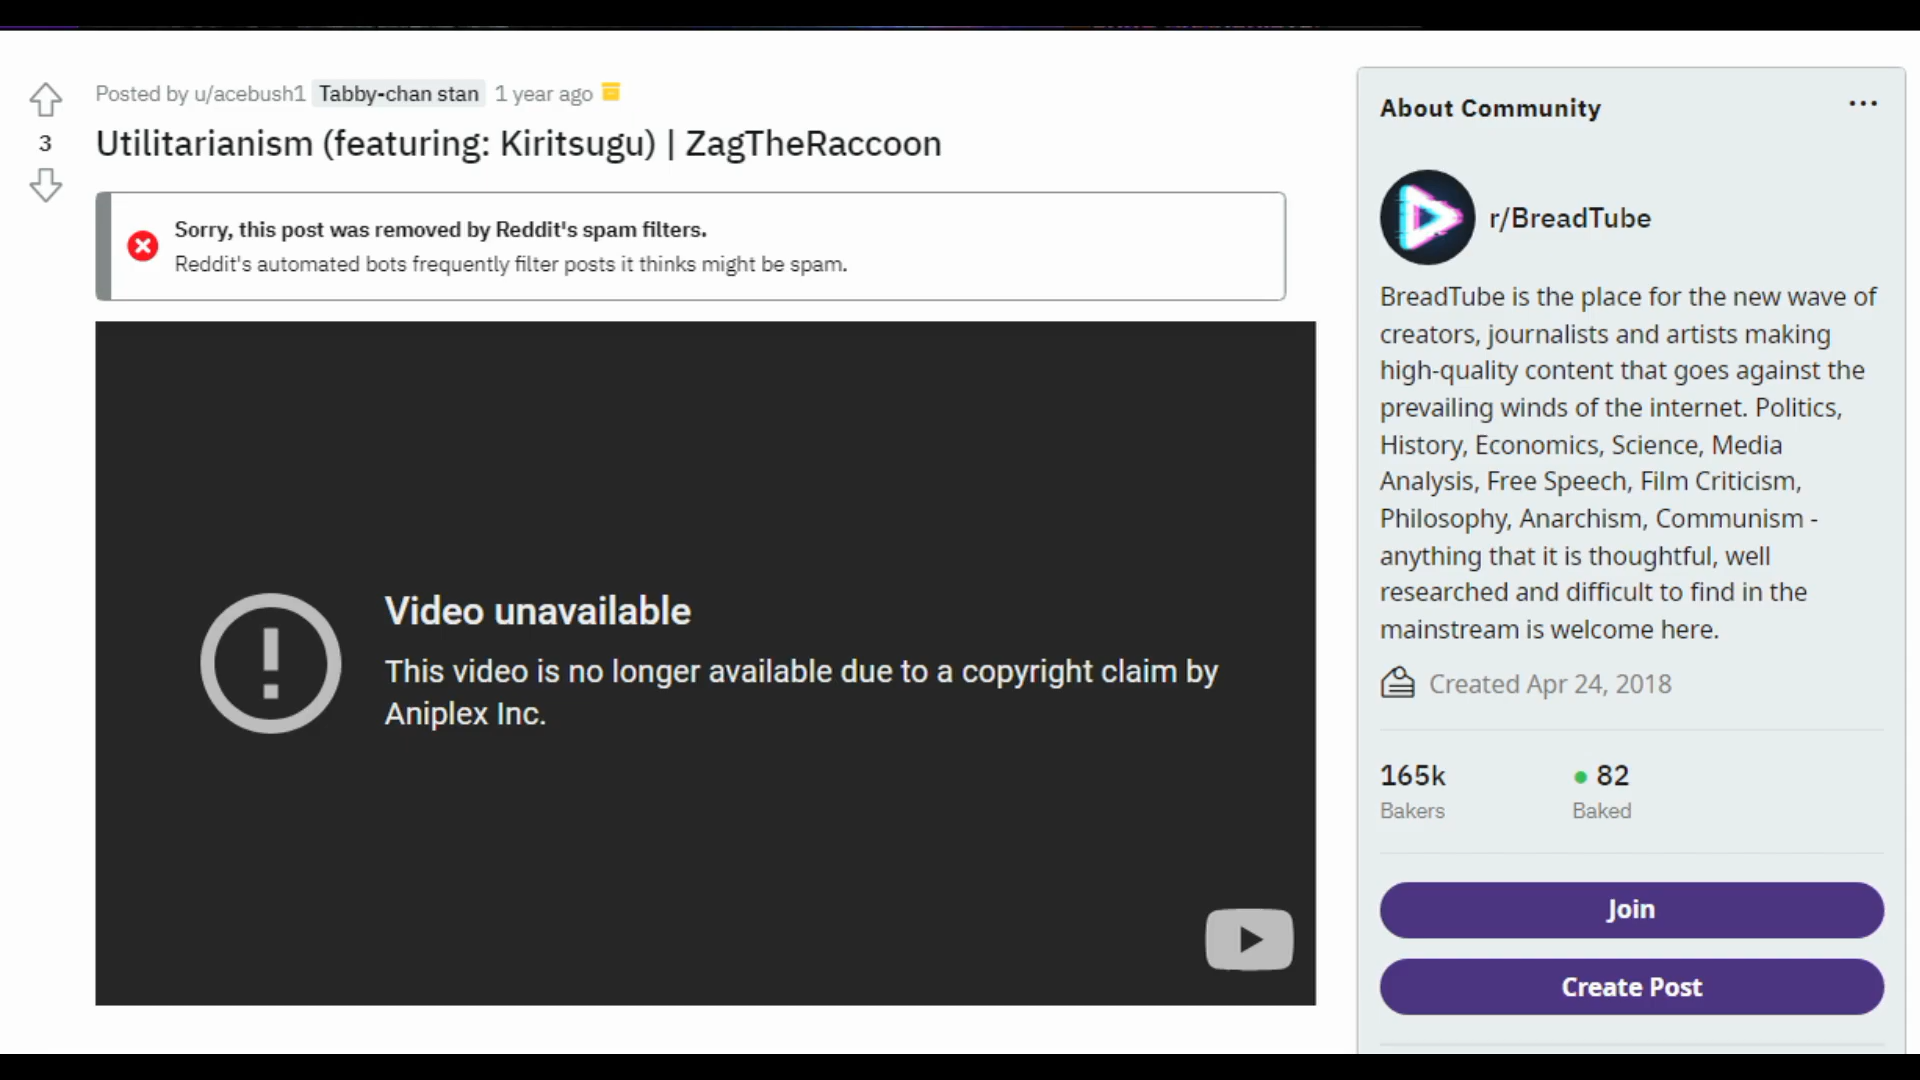 Posted by u/acebush1 Tabby-chan stan 1 year ago
3
Utilitarianism (featuring: Kiritsugu) | ZagTheRaccoon
Sorry, this post was removed by Reddit's spam filters.
Reddit's automated bots frequently filter posts it thinks might be spam.
Video unavailable
This video is no longer available due to a copyright claim by
Aniplex Inc.
About Community
r/BreadTube
BreadTube is the place for the new wave of
creators, journalists and artists making
high-quality content that goes against the
prevailing winds of the internet. Politics,
History, Economics, Science, Media
Analysis, Free Speech, Film Criticism,
Philosophy, Anarchism, Communism -
anything that it is thoughtful, well
researched and difficult to find in the
mainstream is welcome here.
Created Apr 24, 2018
165k 82
Bakers Baked
Join
Create Post